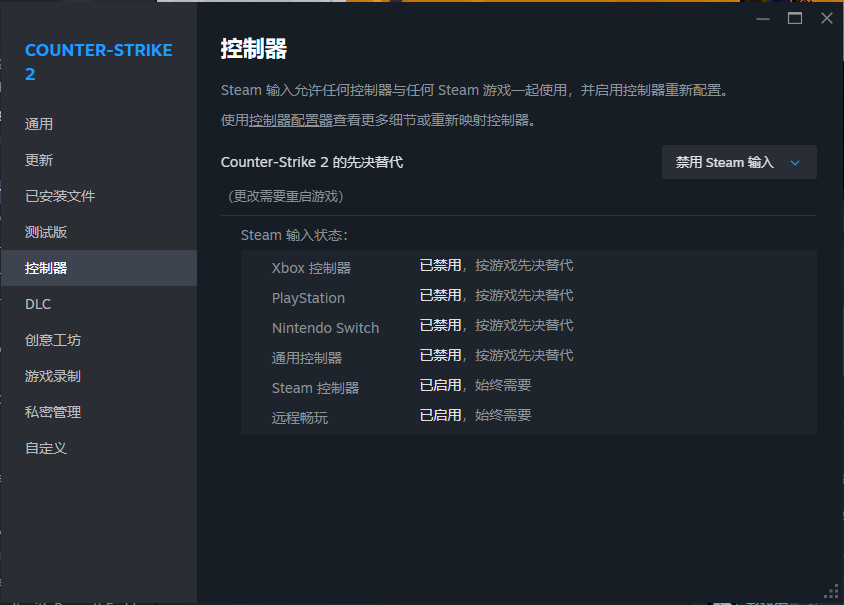 COUNTER-STRIKE
2
通用
更新
已安装文件
测试版
控制器
DLC
创意工坊
游戏录制
私密管理
自定义
控制器
Steam 输入允许任何控制器与任何 Steam 游戏一起使用，并启用控制器重新配置。
使用控制器配置器查看更多细节或重新映射控制器。
Counter-Strike 2 的先决替代
禁用 Steam 输入
（更改需要重启游戏）
Steam 输入状态：
Xbox 控制器 已禁用，按游戏先决替代
PlayStation 已禁用，按游戏先决替代
Nintendo Switch 已禁用，按游戏先决替代
通用控制器 已禁用，按游戏先决替代
Steam 控制器 已启用，始终需要
远程畅玩 已启用，始终需要